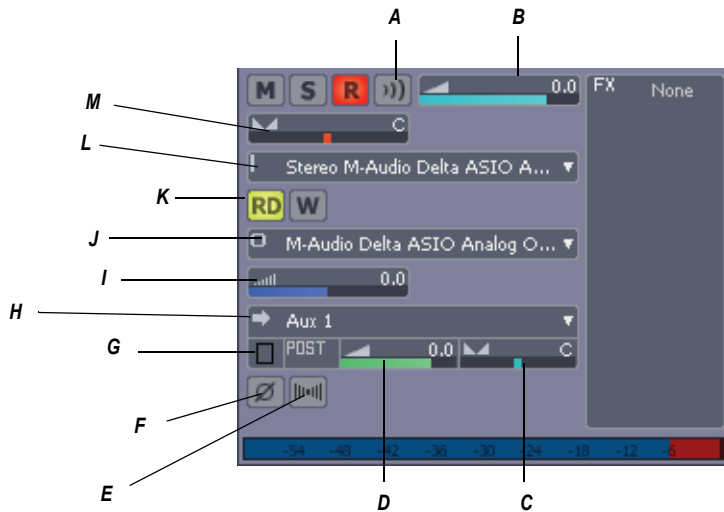 A
B
M S R 0.0 FX None
M
C
L
Stereo M-Audio Delta ASIO A...
K
RD W
J
M-Audio Delta ASIO Analog O...
I
0.0
H
Aux 1
G
POST 0.0 C
F
-54 -48 -42 -36 -30 -24 -18 -12 -6
E
D
C